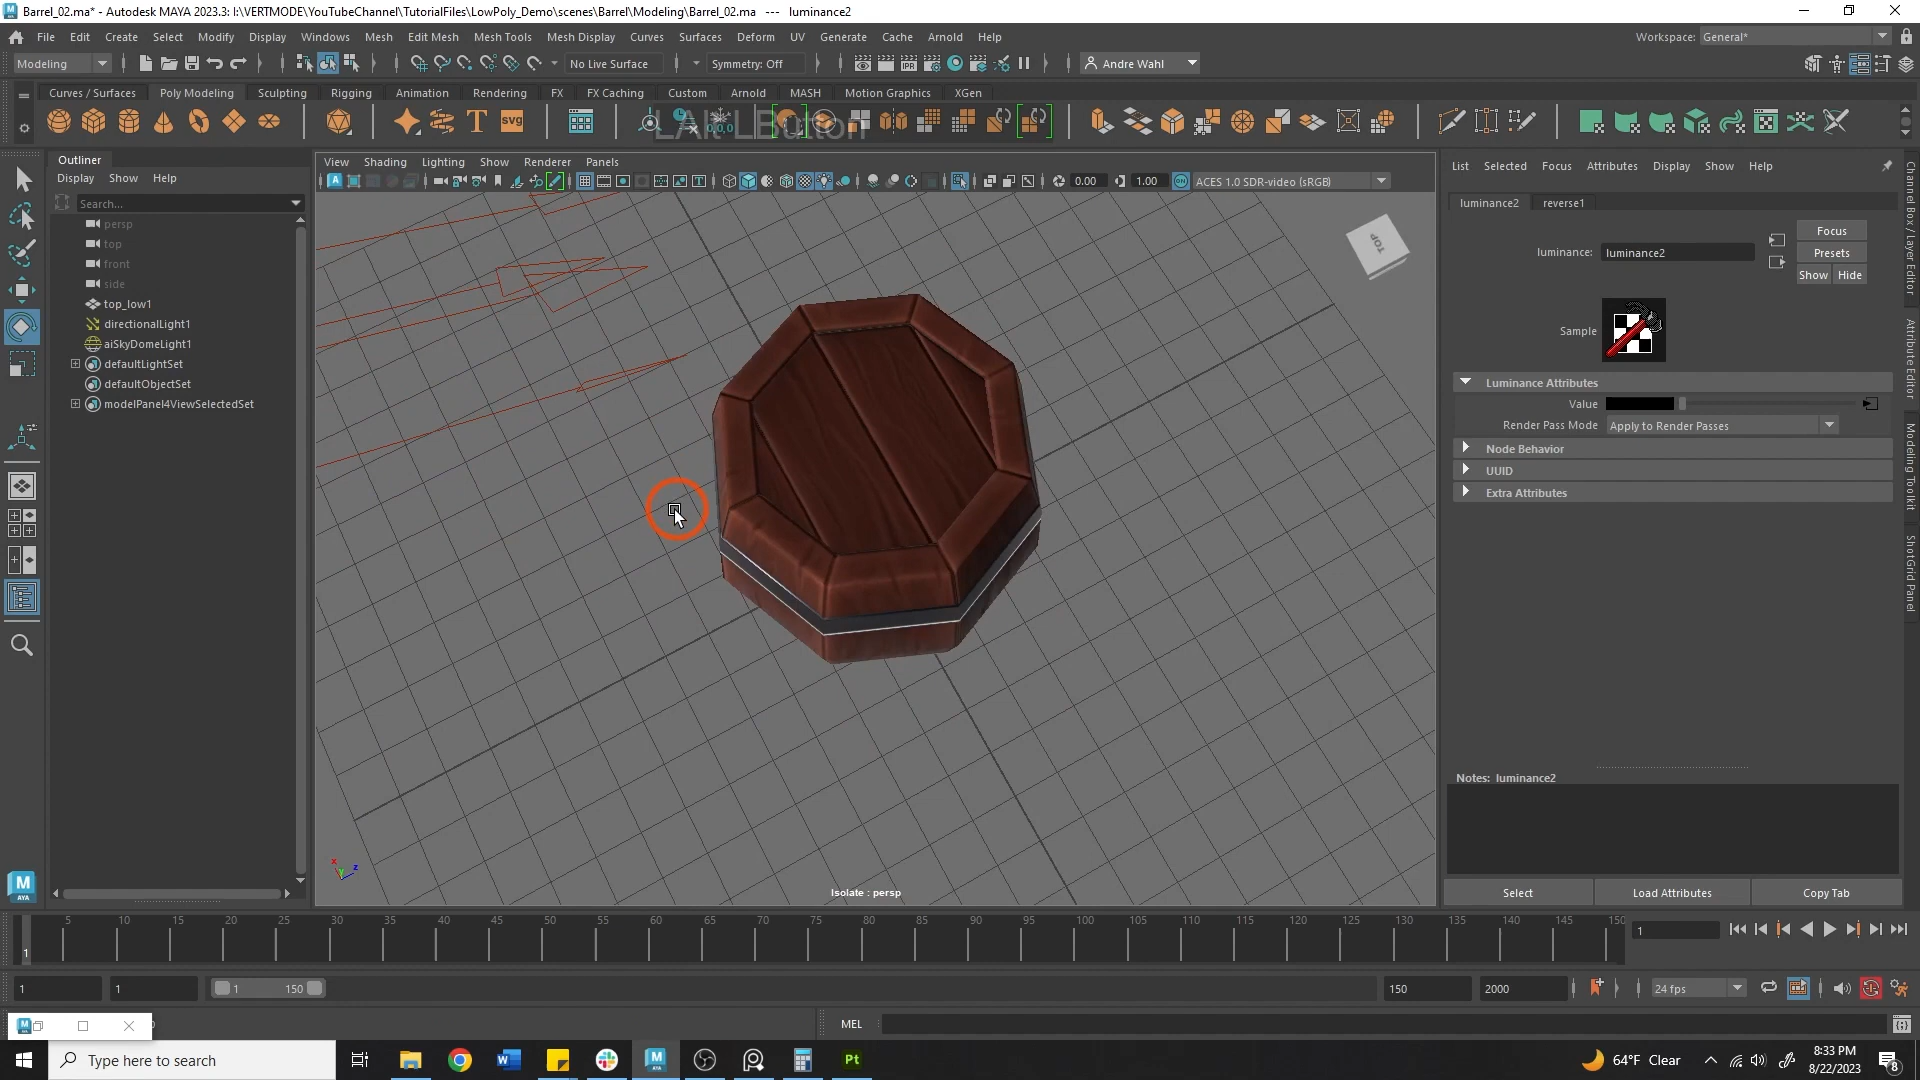 Barrel_02.ma* - Autodesk MAYA 2023.3: I:\VERTMODE\YouTubeChannel\TutorialFiles\LowPoly_Demo\scenes\Barrel\Modeling\Barrel_02.ma --- luminance2
File Edit Create Select Modify Display Windows Mesh Edit Mesh Mesh Tools Mesh Display Curves Surfaces Deform UV Generate Cache Arnold Help Workspace: General*
Modeling No Live Surface Symmetry: Off IPR Andre Wahl
Curves / Surfaces Poly Modeling Sculpting Rigging Animation Rendering FX FX Caching Custom Arnold MASH Motion Graphics XGen
T SVG 0,0,0
Outliner
Display Show Help
Search...
persp
top
front
side
top_low1
directionalLight1
aiSkyDomeLight1
defaultLightSet
defaultObjectSet
modelPanel4ViewSelectedSet
View Shading Lighting Show Renderer Panels
0.00 1.00 ACES 1.0 SDR-video (sRGB)
TOP
x y z
Isolate : persp
List Selected Focus Attributes Display Show Help
luminance2 reverse1
luminance: luminance2
Focus
Presets
Show Hide
Sample
Luminance Attributes
Value
Render Pass Mode Apply to Render Passes
Node Behavior
UUID
Extra Attributes
Notes: luminance2
Select Load Attributes Copy Tab
Channel Box / Layer Editor
Attribute Editor
Modeling Toolkit
ShotGrid Panel
5 10 15 20 25 30 35 40 45 50 55 60 65 70 75 80 85 90 95 100 105 110 115 120 125 130 135 140 145 150
1 1
1 1 1 150 150 2000 24 fps
MEL
Type here to search
Pt
64°F Clear
8:33 PM
8/22/2023
8